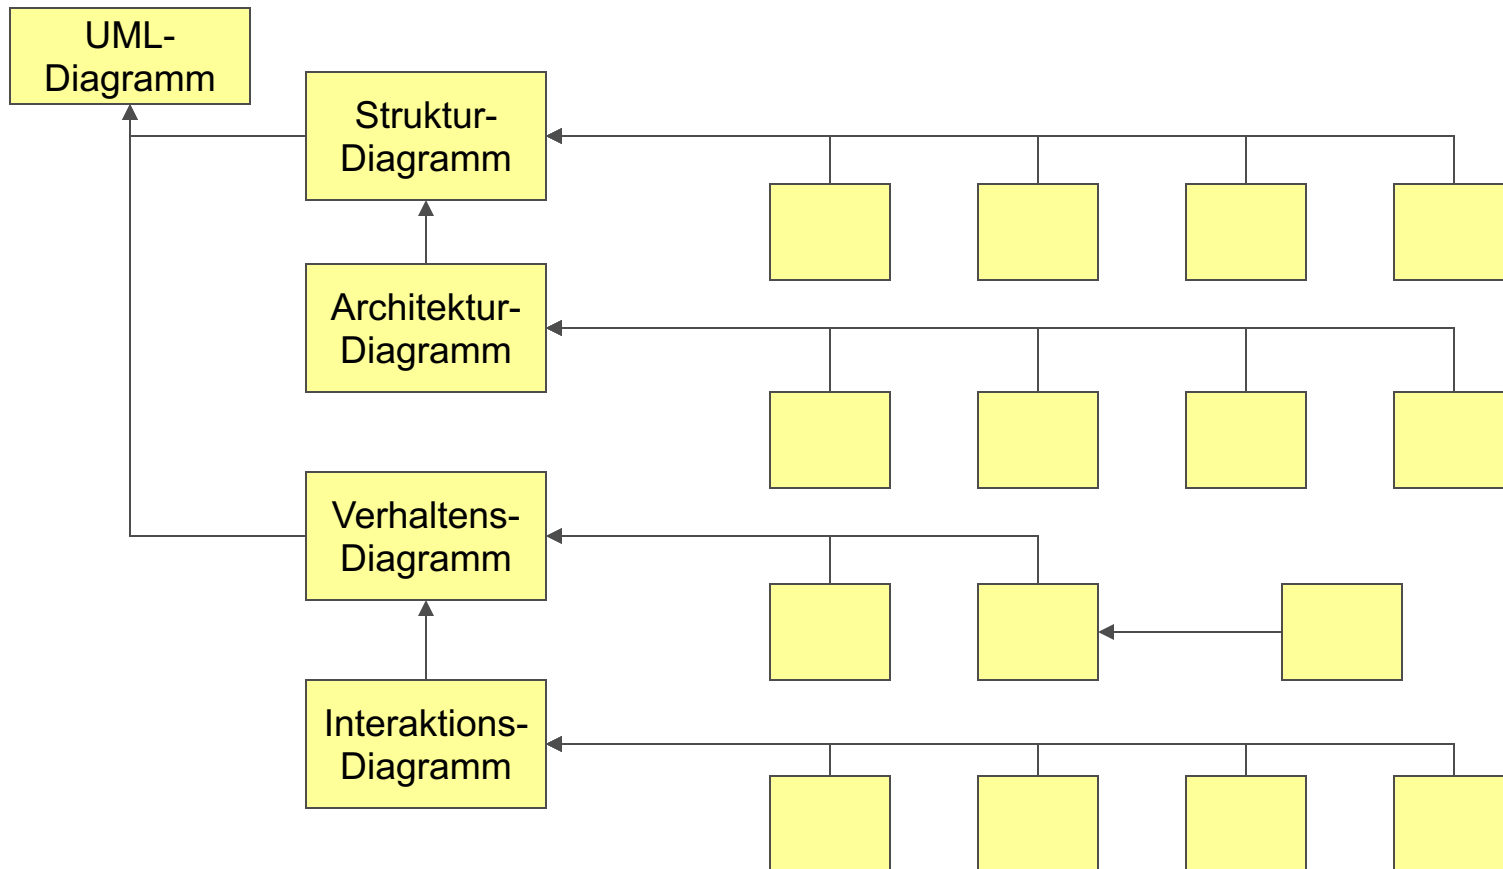 UML-
Diagramm
Struktur-
Diagramm
Architektur-
Diagramm
Verhaltens-
Diagramm
Interaktions-
Diagramm